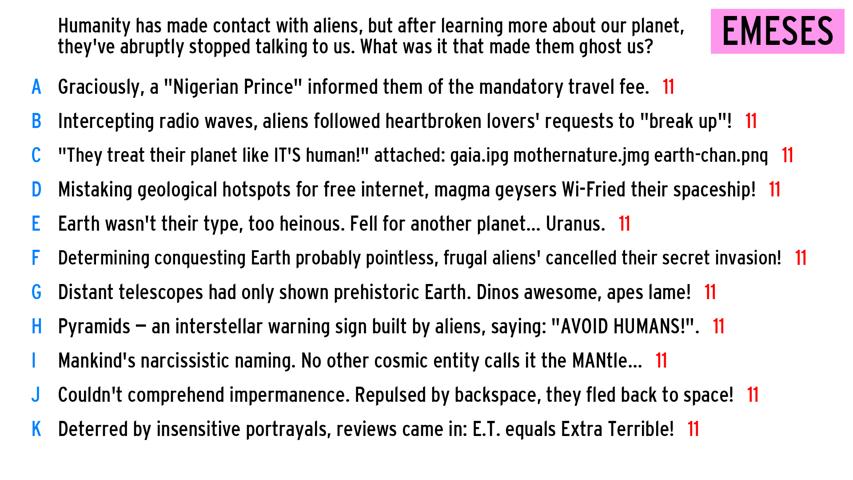 Humanity has made contact with aliens, but after learning more about our planet,
they've abruptly stopped talking to us. What was it that made them ghost us?
EMESES
A Graciously, a "Nigerian Prince" informed them of the mandatory travel fee. 11
B Intercepting radio waves, aliens followed heartbroken lovers' requests to "break up"! 11
C "They treat their planet like IT'S human!" attached: gaia.ipg mothernature.jmg earth-chan.pnq 11
D Mistaking geological hotspots for free internet, magma geysers Wi-Fried their spaceship! 11
E Earth wasn't their type, too heinous. Fell for another planet... Uranus. 11
F Determining conquesting Earth probably pointless, frugal aliens' cancelled their secret invasion! 11
G Distant telescopes had only shown prehistoric Earth. Dinos awesome, apes lame! 11
H Pyramids – an interstellar warning sign built by aliens, saying: "AVOID HUMANS!". 11
I Mankind's narcissistic naming. No other cosmic entity calls it the MANtle... 11
J Couldn't comprehend impermanence. Repulsed by backspace, they fled back to space! 11
K Deterred by insensitive portrayals, reviews came in: E.T. equals Extra Terrible! 11